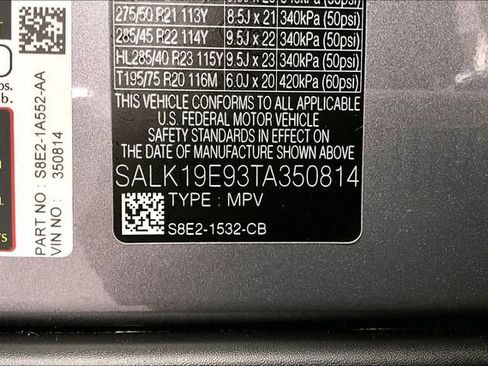 275/50 R21 113Y 8.5J x 21 340kPa (50psi)
285/45 R22 114Y 9.5J x 22 340kPa (50psi)
HL285/40 R23 115Y 9.5J x 23 340kPa (50psi)
T195/75 R20 116M 6.0J x 20 420kPa (60psi)
THIS VEHICLE CONFORMS TO ALL APPLICABLE
U.S. FEDERAL MOTOR VEHICLE
SAFETY STANDARDS IN EFFECT ON
THE DATE OF MANUFACTURE SHOWN ABOVE
SALK19E93TA350814
TYPE : MPV
S8E2-1532-CB
PART NO : S8E2-1A552-AA
VIN NO : 350814